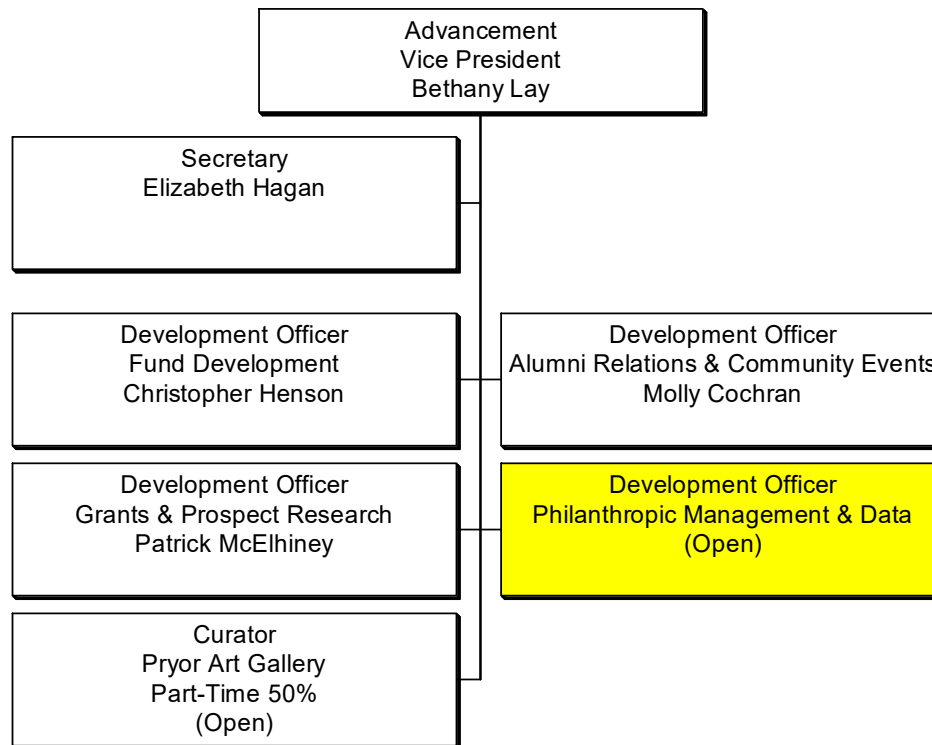 Advancement
Vice President
Bethany Lay
Secretary
Elizabeth Hagan
Development Officer
Fund Development
Christopher Henson
Development Officer
Alumni Relations & Community Events
Molly Cochran
Development Officer
Grants & Prospect Research
Patrick McElhiney
Development Officer
Philanthropic Management & Data
(Open)
Curator
Pryor Art Gallery
Part-Time 50%
(Open)